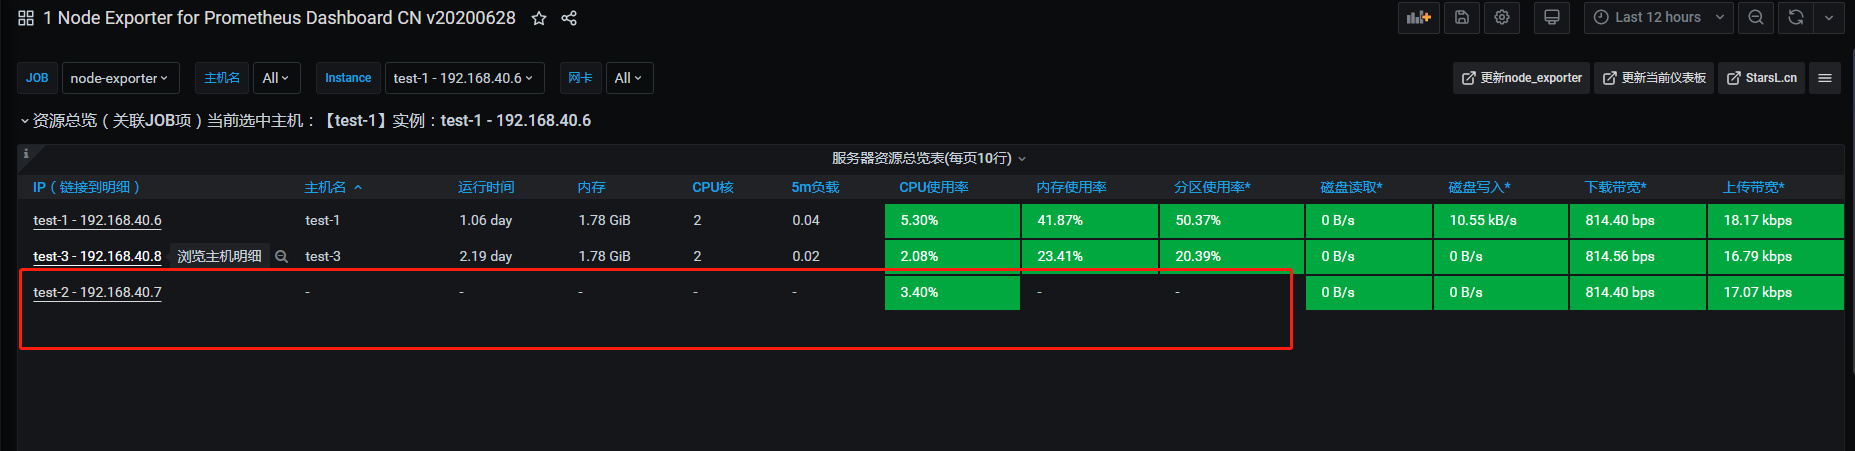 1 Node Exporter for Prometheus Dashboard CN v20200628 Last 12 hours
JOB node-exporter 主机名 All Instance test-1 - 192.168.40.6 网卡 All 更新node_exporter 更新当前仪表板 StarsL.cn
资源总览（关联JOB项）当前选中主机：【test-1】实例：test-1 - 192.168.40.6
服务器资源总览表(每页10行)
IP（链接到明细） 主机名 运行时间 内存 CPU核 5m负载 CPU使用率 内存使用率 分区使用率* 磁盘读取* 磁盘写入* 下载带宽* 上传带宽*
test-1 - 192.168.40.6 test-1 1.06 day 1.78 GiB 2 0.04 5.30% 41.87% 50.37% 0 B/s 10.55 kB/s 814.40 bps 18.17 kbps
test-3 - 192.168.40.8 浏览主机明细 test-3 2.19 day 1.78 GiB 2 0.02 2.08% 23.41% 20.39% 0 B/s 0 B/s 814.56 bps 16.79 kbps
test-2 - 192.168.40.7 - - - - - 3.40% - - 0 B/s 0 B/s 814.40 bps 17.07 kbps